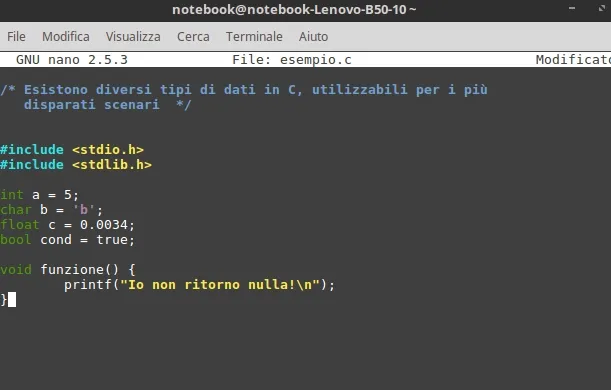 notebook@notebook-Lenovo-B50-10 ~
File Modifica Visualizza Cerca Terminale Aiuto
GNU nano 2.5.3 File: esempio.c Modificato
/* Esistono diversi tipi di dati in C, utilizzabili per i più
disparati scenari */
#include <stdio.h>
#include <stdlib.h>
int a = 5;
char b = 'b';
float c = 0.0034;
bool cond = true;
void funzione() {
printf("Io non ritorno nulla!\n");
}